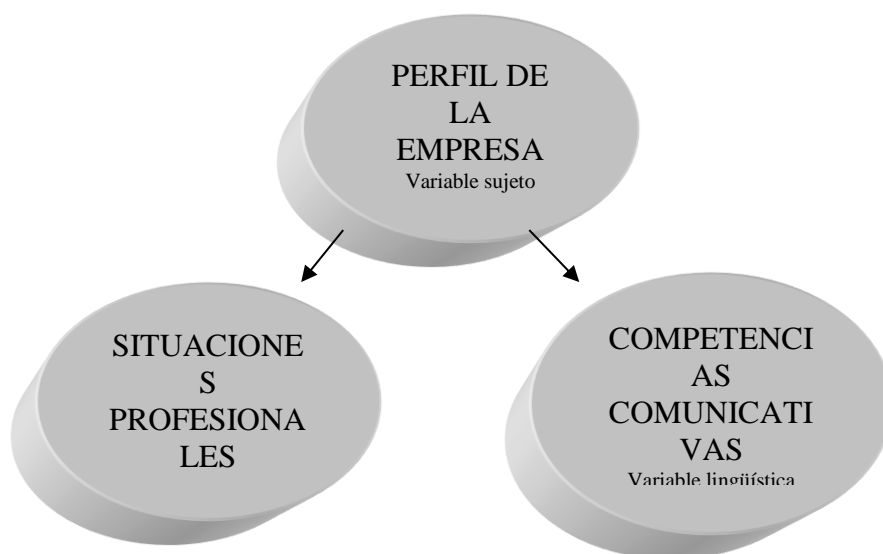 PERFIL DE
LA
EMPRESA
Variable sujeto
SITUACIONE
S
PROFESIONA
LES
COMPETENCI
AS
COMUNICATI
VAS
Variable lingüística